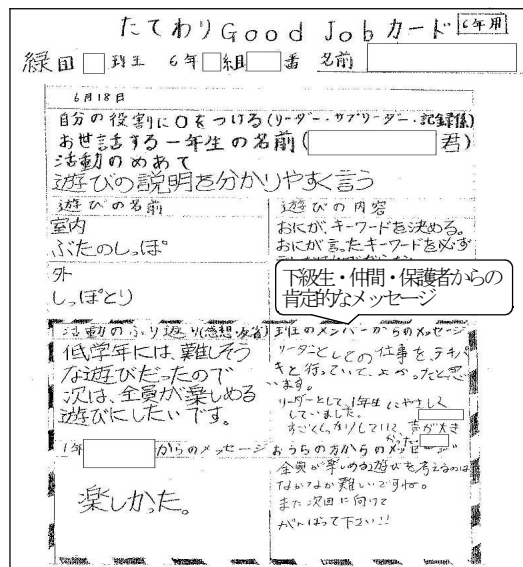 たてわりGood Jobカード 6年用
緑団 班 6年 組 番 名前
6月18日
自分の役割に○をつける(リーダー・サブリーダー・記録係)
お世話する一年生の名前( 君)
活動のめあて
遊びの説明を分かりやすく言う
遊びの名前
室内
ぶたのしっぽ
外
しっぽとり
遊びの内容
おにが、キーワードを決める。
おにが言ったキーワードを必ず
下級生・仲間・保護者からの
肯定的なメッセージ
活動のふり返り(感想・反省)
低学年には、難しそう
な遊びだったので
次は、全員が楽しめる
遊びにしたいです。
班のメンバーからのメッセージ
リーダーとしての仕事を、テキパ
キと行っていて、よかったと思
います。
リーダーとして、1年生にやさしく
していました。
すごくしっかりしていて、声が大き
かった
1年 からのメッセージ
楽しかった。
おうちの方からのメッセージ
全員が楽しめる遊びを考えるのは
なかなか難しいですね。
また次回に向けて
がんばって下さい!!